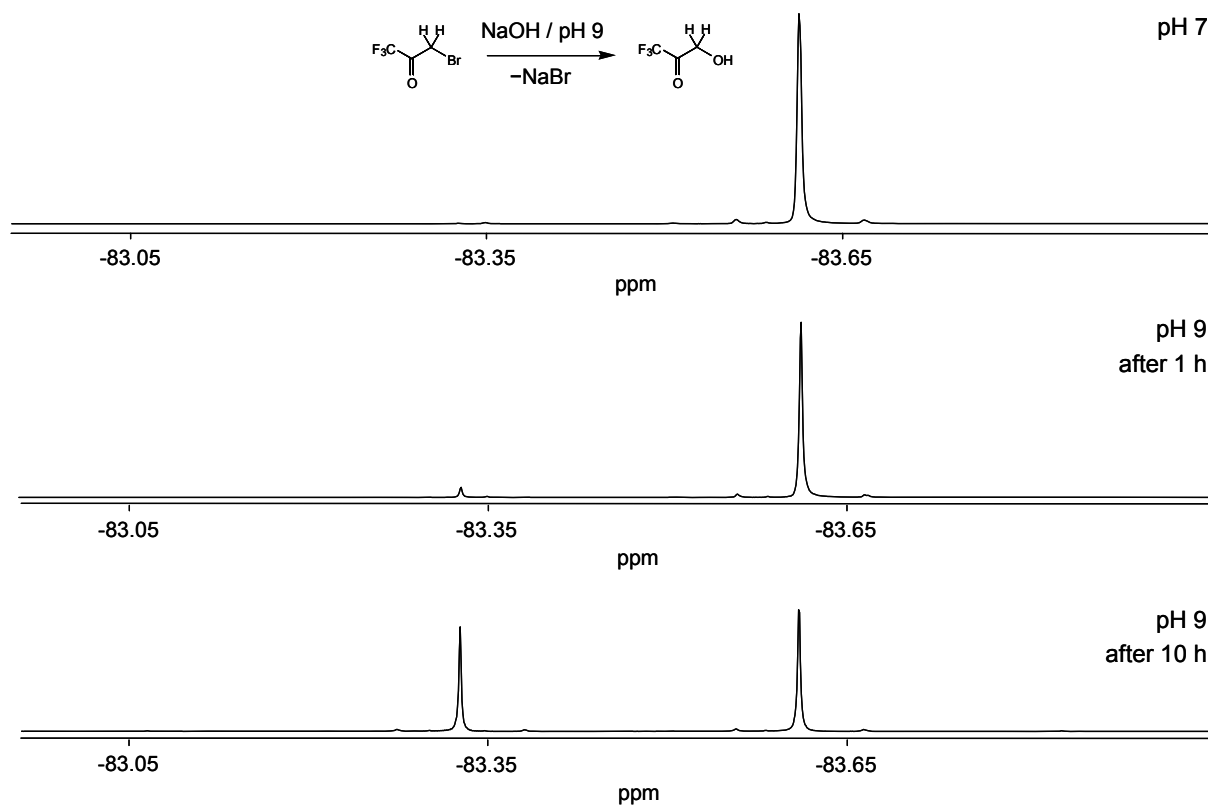 H H
NaOH / pH 9
H H
pH 7
F₃C
Br
−NaBr
F₃C
OH
O
O
-83.05
-83.35
-83.65
ppm
pH 9
after 1 h
-83.05
-83.35
-83.65
ppm
pH 9
after 10 h
-83.05
-83.35
-83.65
ppm